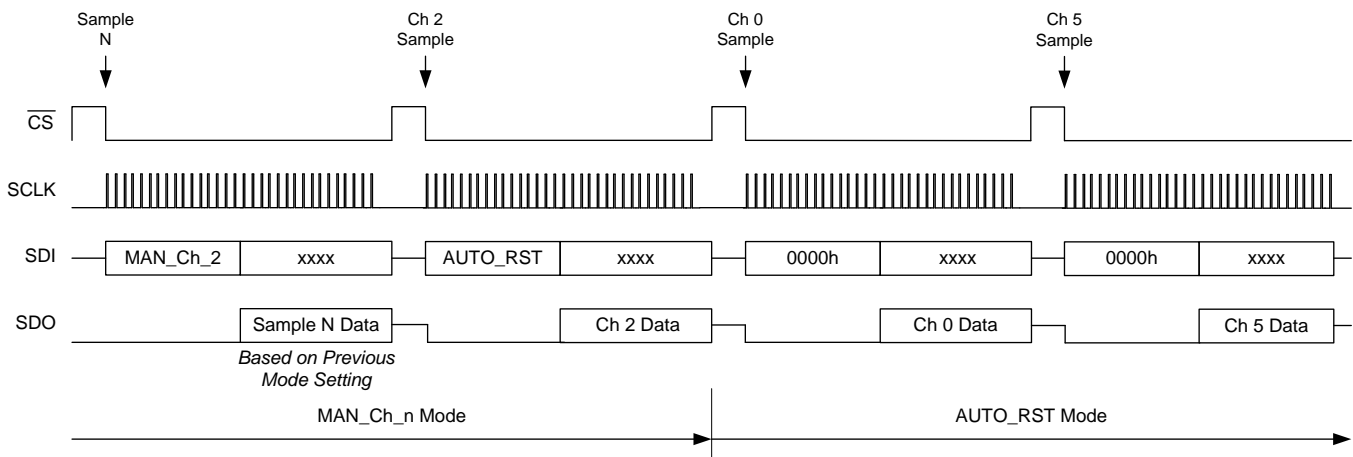 Sample
N
Ch 2
Sample
Ch 0
Sample
Ch 5
Sample
CS
SCLK
SDI
MAN_Ch_2
xxxx
AUTO_RST
xxxx
0000h
xxxx
0000h
xxxx
SDO
Sample N Data
Ch 2 Data
Ch 0 Data
Ch 5 Data
Based on Previous
Mode Setting
MAN_Ch_n Mode
AUTO_RST Mode